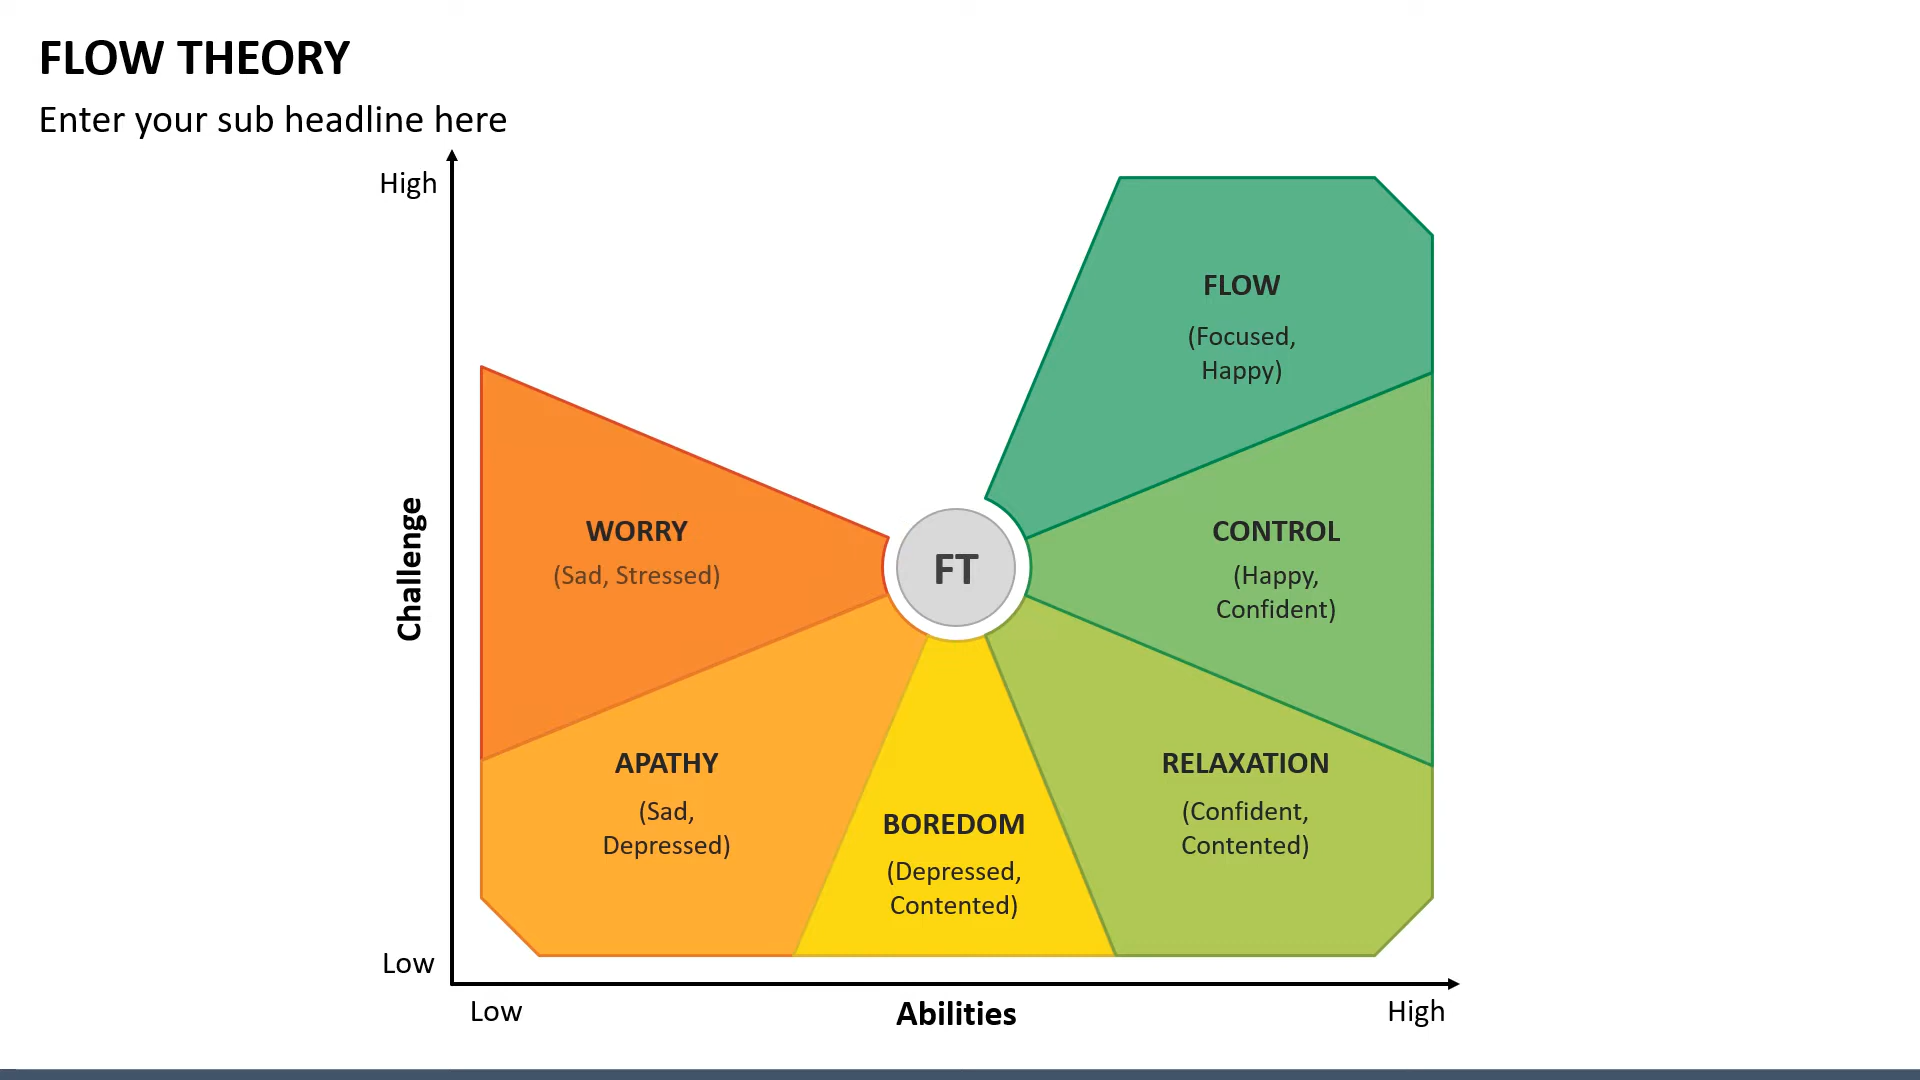 FLOW THEORY
Enter your sub headline here
High
FLOW
(Focused,
Happy)
Challenge
WORRY
(Sad, Stressed)
FT
CONTROL
(Happy,
Confident)
APATHY
(Sad,
Depressed)
BOREDOM
(Depressed,
Contented)
RELAXATION
(Confident,
Contented)
Low
Low
Abilities
High